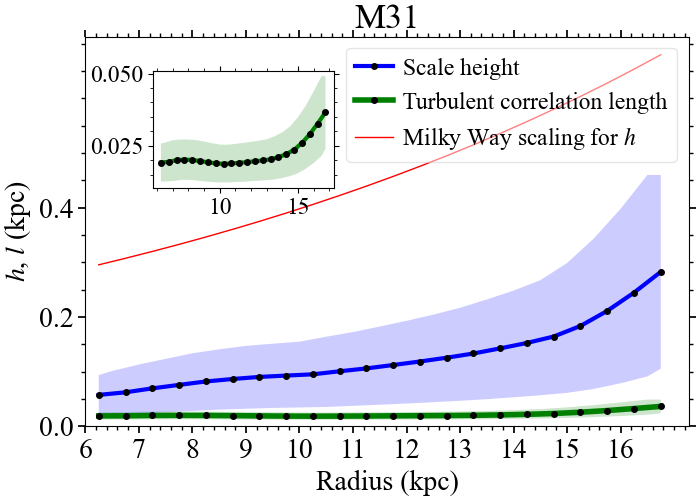 M31
0.050
0.025
10
15
Scale height
Turbulent correlation length
Milky Way scaling for h
h, l (kpc)
0.4
0.2
0.0
6 7 8 9 10 11 12 13 14 15 16
Radius (kpc)